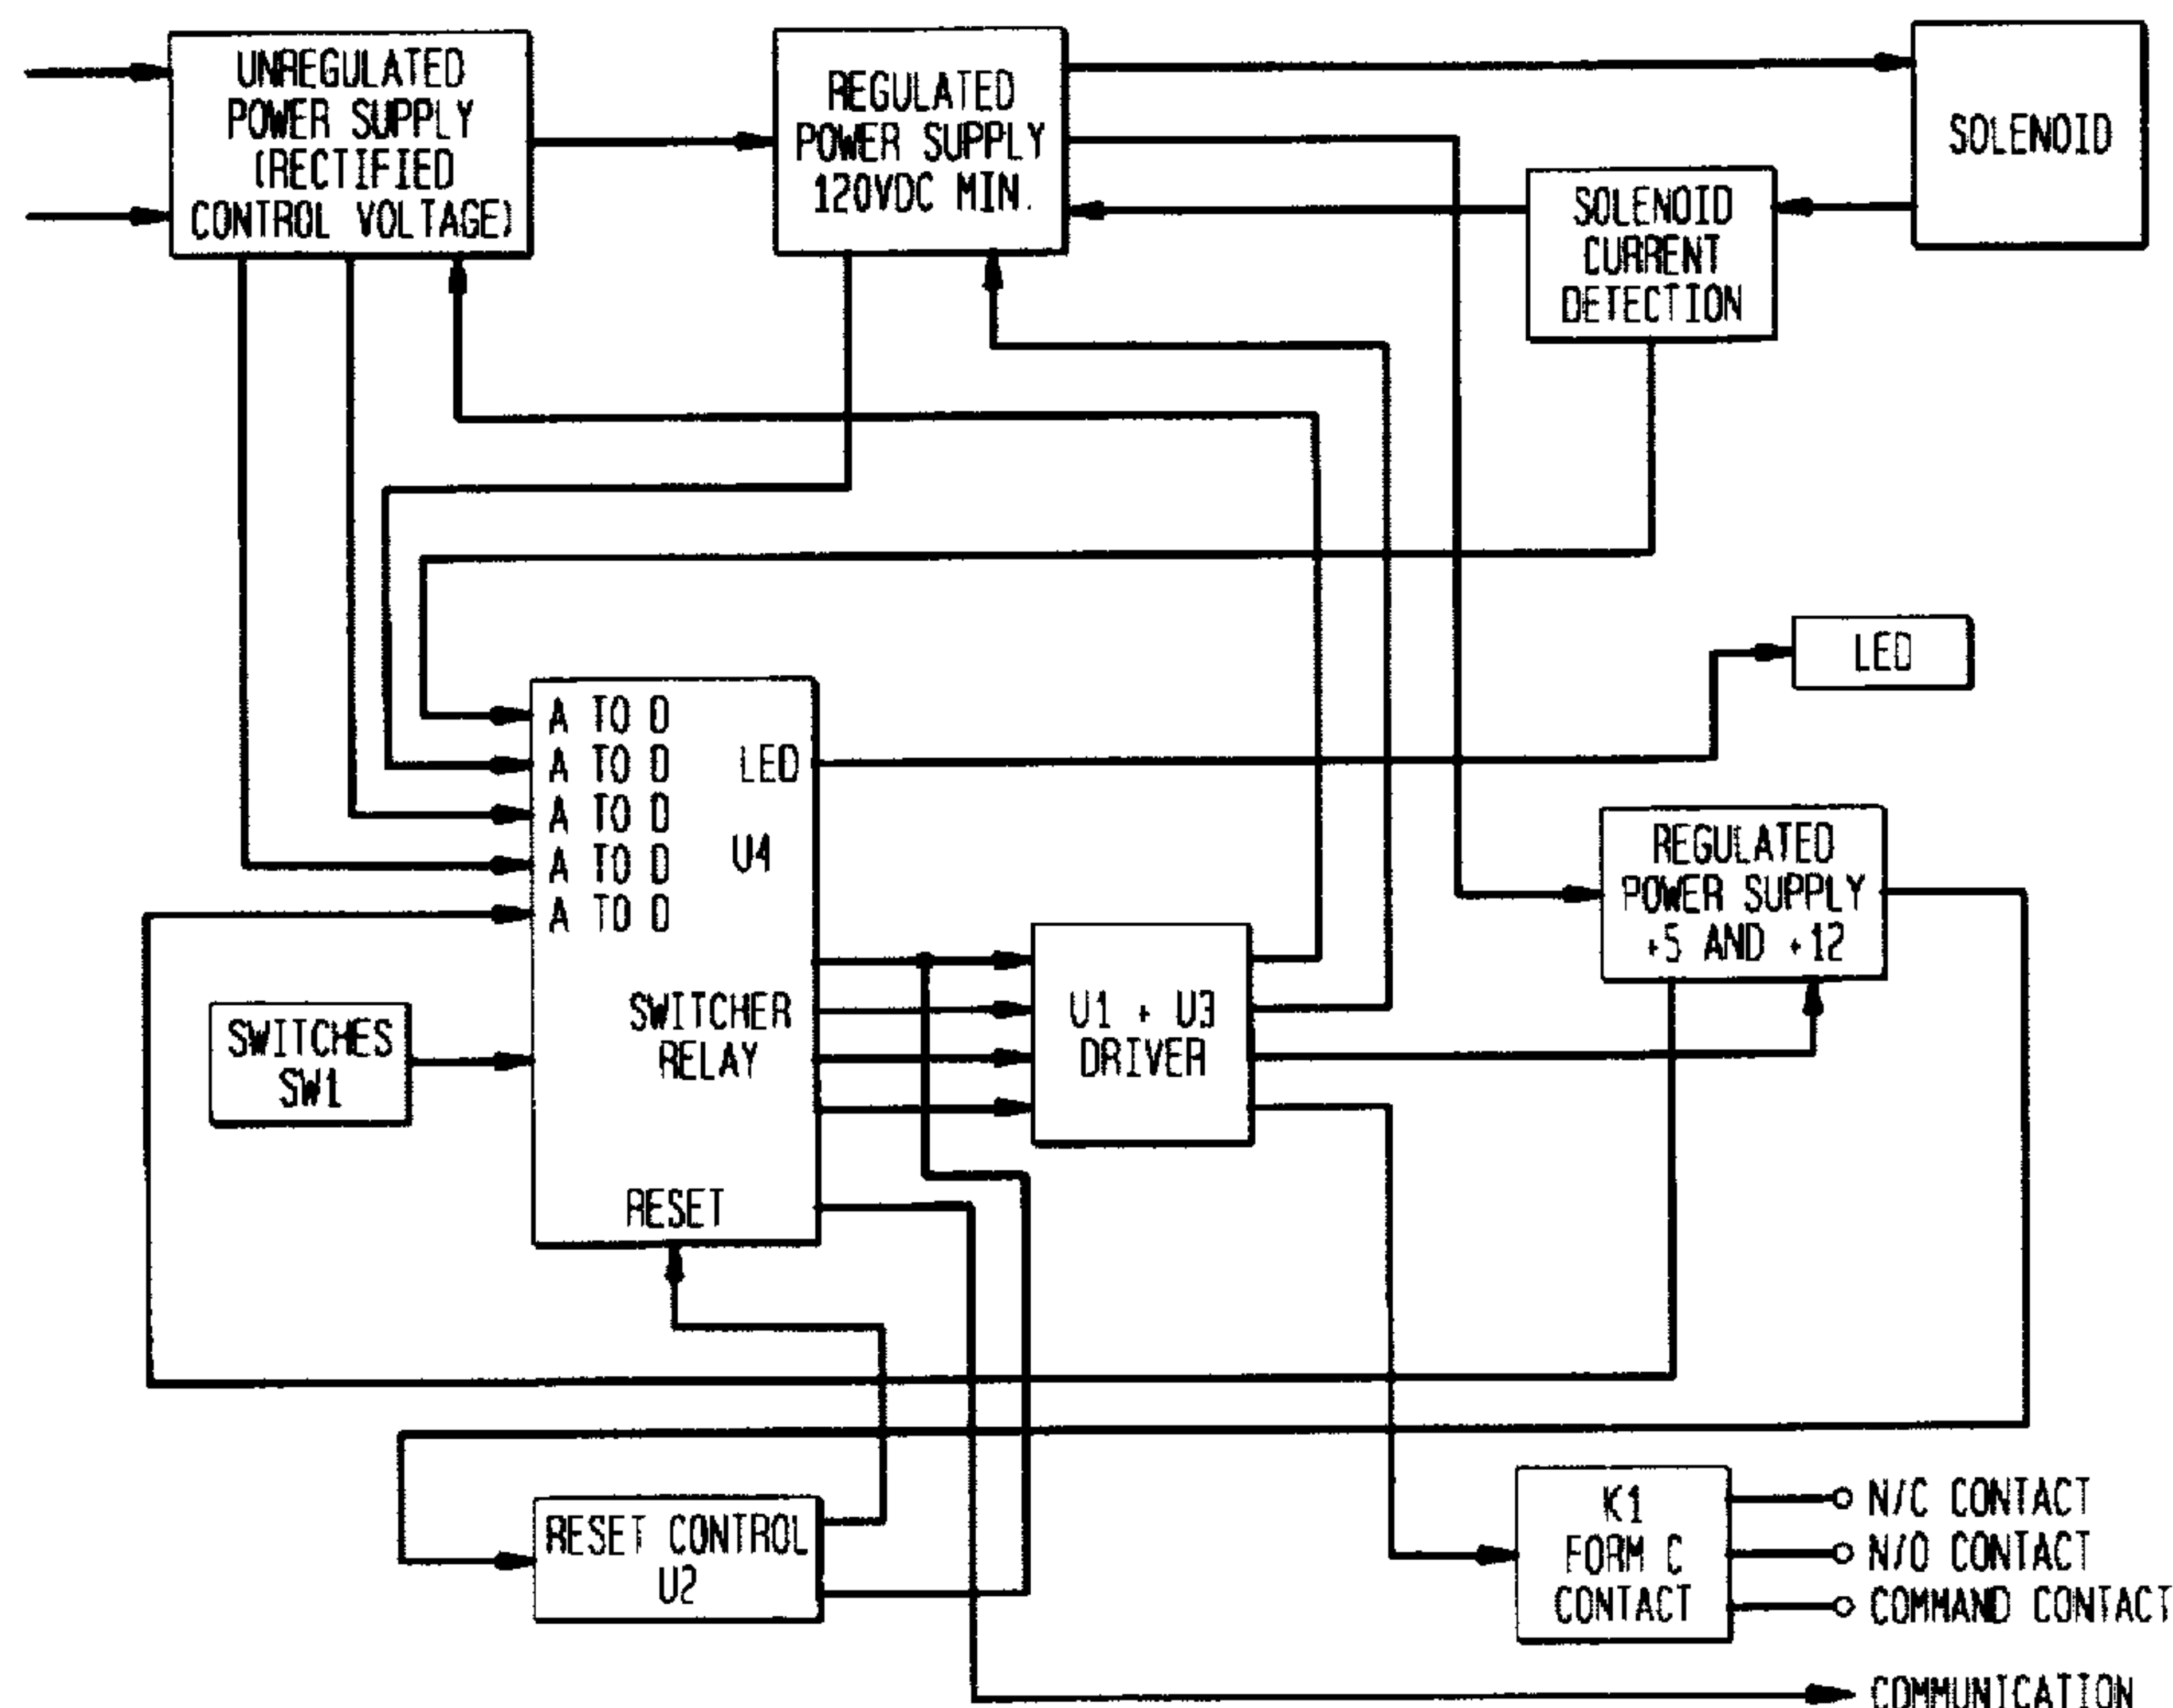 UNREGULATED
POWER SUPPLY
(RECTIFIED
CONTROL VOLTAGE)
REGULATED
POWER SUPPLY
120VDC MIN.
SOLENOID
SOLENOID
CURRENT
DETECTION
LED
A TO D
A TO D
A TO D
A TO D
A TO D
LED
U4
SWITCHER
RELAY
RESET
SWITCHES
SW1
U1 + U3
DRIVER
REGULATED
POWER SUPPLY
+5 AND +12
RESET CONTROL
U2
K1
FORM C
CONTACT
N/C CONTACT
N/O CONTACT
COMMAND CONTACT
COMMUNICATION